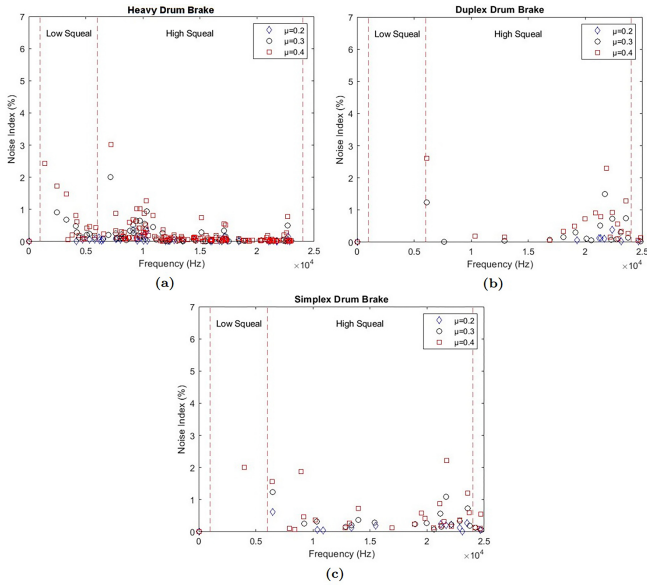 Heavy Drum Brake
Low Squeal
High Squeal
μ=0.2
μ=0.3
μ=0.4
Noise Index (%)
7
6
5
4
3
2
1
0
0 0.5 1 1.5 2 2.5
Frequency (Hz)
×10⁴
(a)
Duplex Drum Brake
Low Squeal
High Squeal
μ=0.2
μ=0.3
μ=0.4
Noise Index (%)
7
6
5
4
3
2
1
0
0 0.5 1 1.5 2 2.5
Frequency (Hz)
×10⁴
(b)
Simplex Drum Brake
Low Squeal
High Squeal
μ=0.2
μ=0.3
μ=0.4
Noise Index (%)
7
6
5
4
3
2
1
0
0 0.5 1 1.5 2 2.5
Frequency (Hz)
×10⁴
(c)